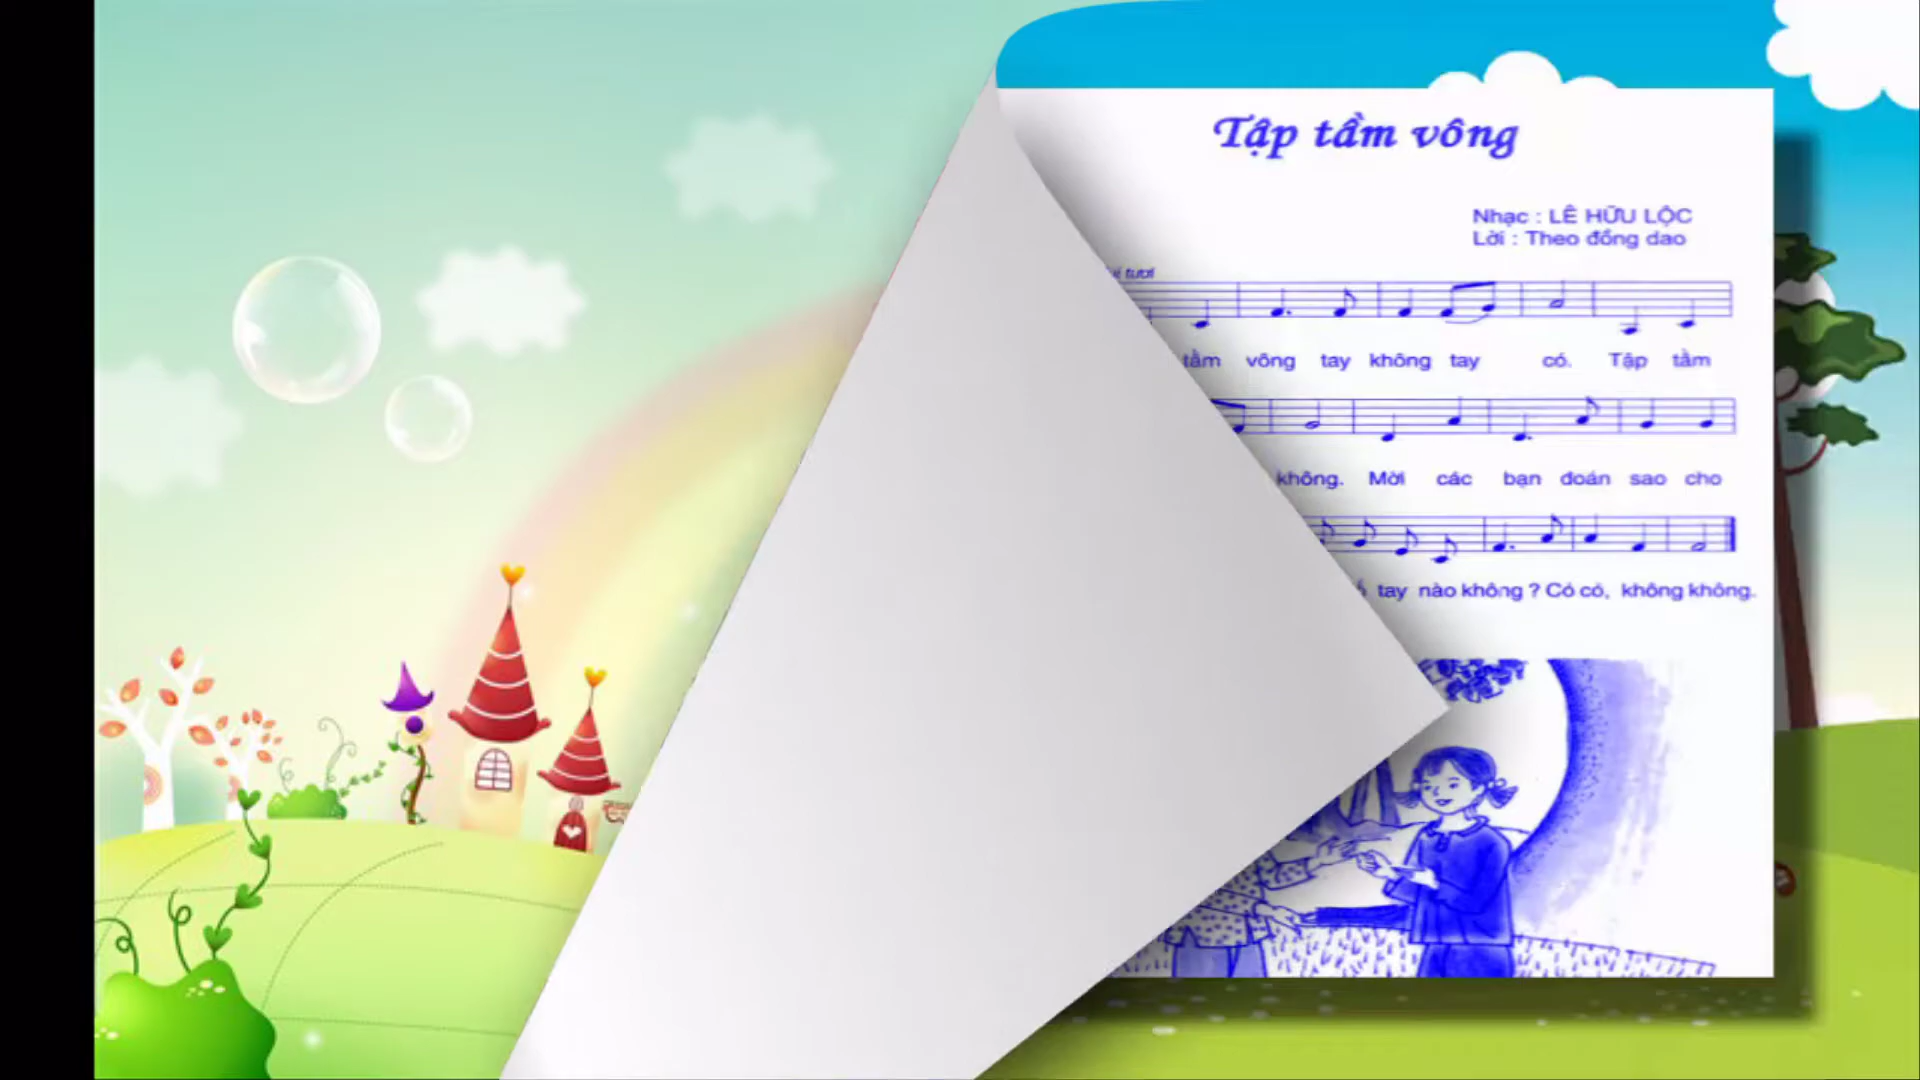 Tập tầm vông
Nhạc : LÊ HỮU LỘC
Lời : Theo đồng dao
tươi
tầm vông tay không tay có. Tập tầm
không. Mời các bạn đoán sao cho
tay nào không ? Có có, không không.